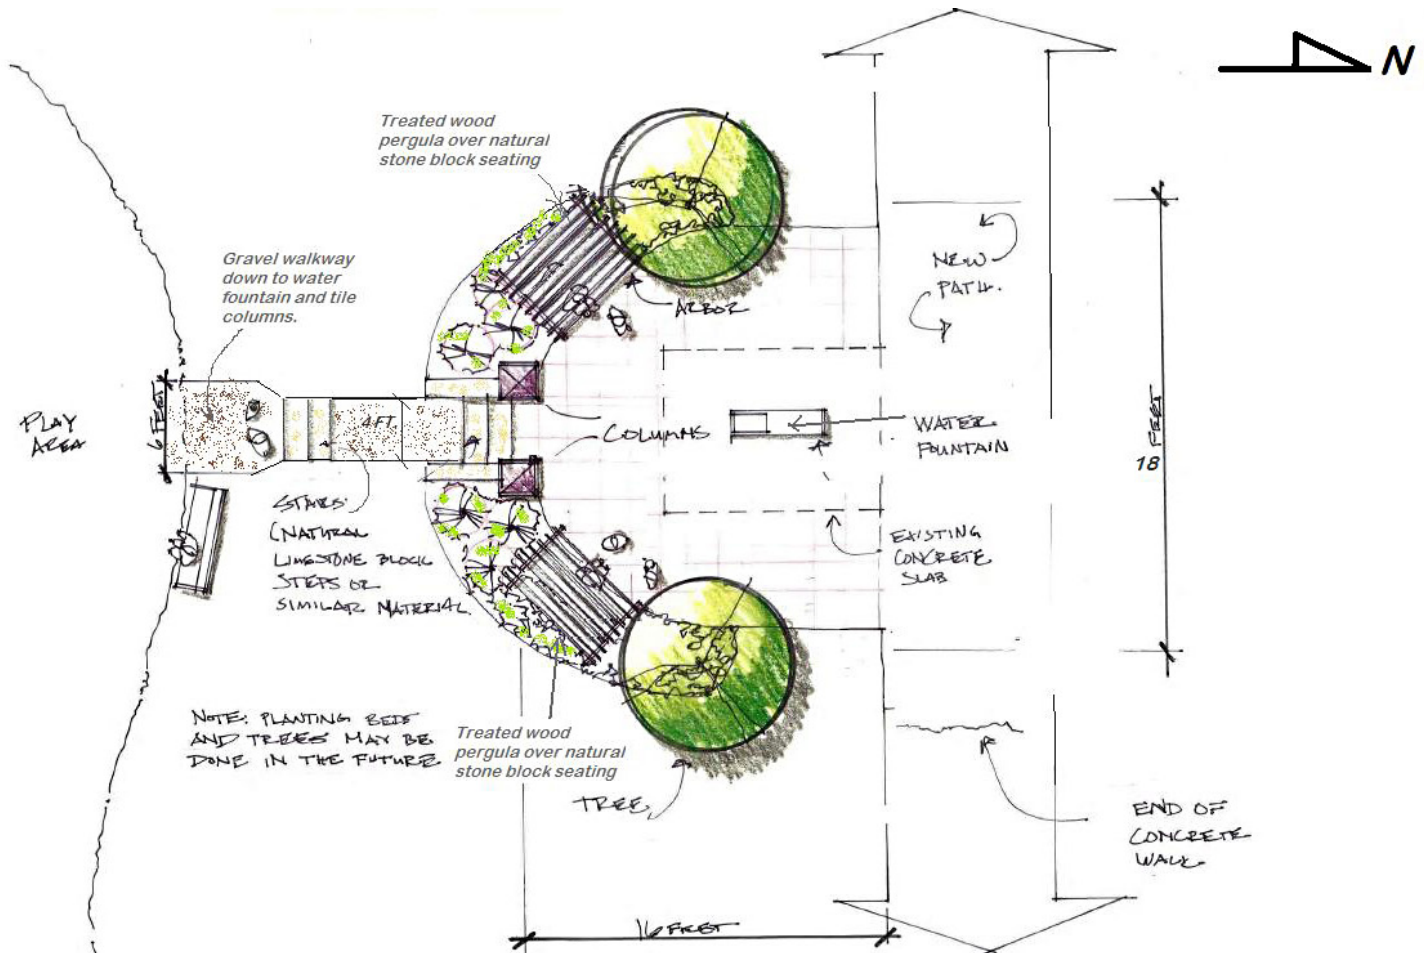 N
Treated wood
pergula over natural
stone block seating
Gravel walkway
down to water
fountain and tile
columns.
NEW
PATH.
ARBOR
6 FEET
PLAY
AREA
4 FT
COLUMNS
WATER
FOUNTAIN
FEET
18
STAIRS:
(NATURAL
LIMESTONE BLOCK
STEPS OR
SIMILAR MATERIAL
EXISTING
CONCRETE
SLAB
NOTE: PLANTING BEDS
AND TREES MAY BE
DONE IN THE FUTURE
Treated wood
pergula over natural
stone block seating
TREE
END OF
CONCRETE
WALK
16 FEET